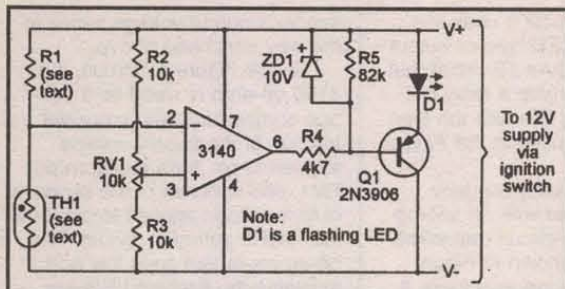 R1
(see
text)
R2
10k
ZD1
10V
R5
82k
V+
D1
To 12V
supply
via
ignition
switch
2
7
3140
6
R4
4k7
RV1
10k
3
4
Q1
2N3906
TH1
(see
text)
R3
10k
Note:
D1 is a flashing LED
V-